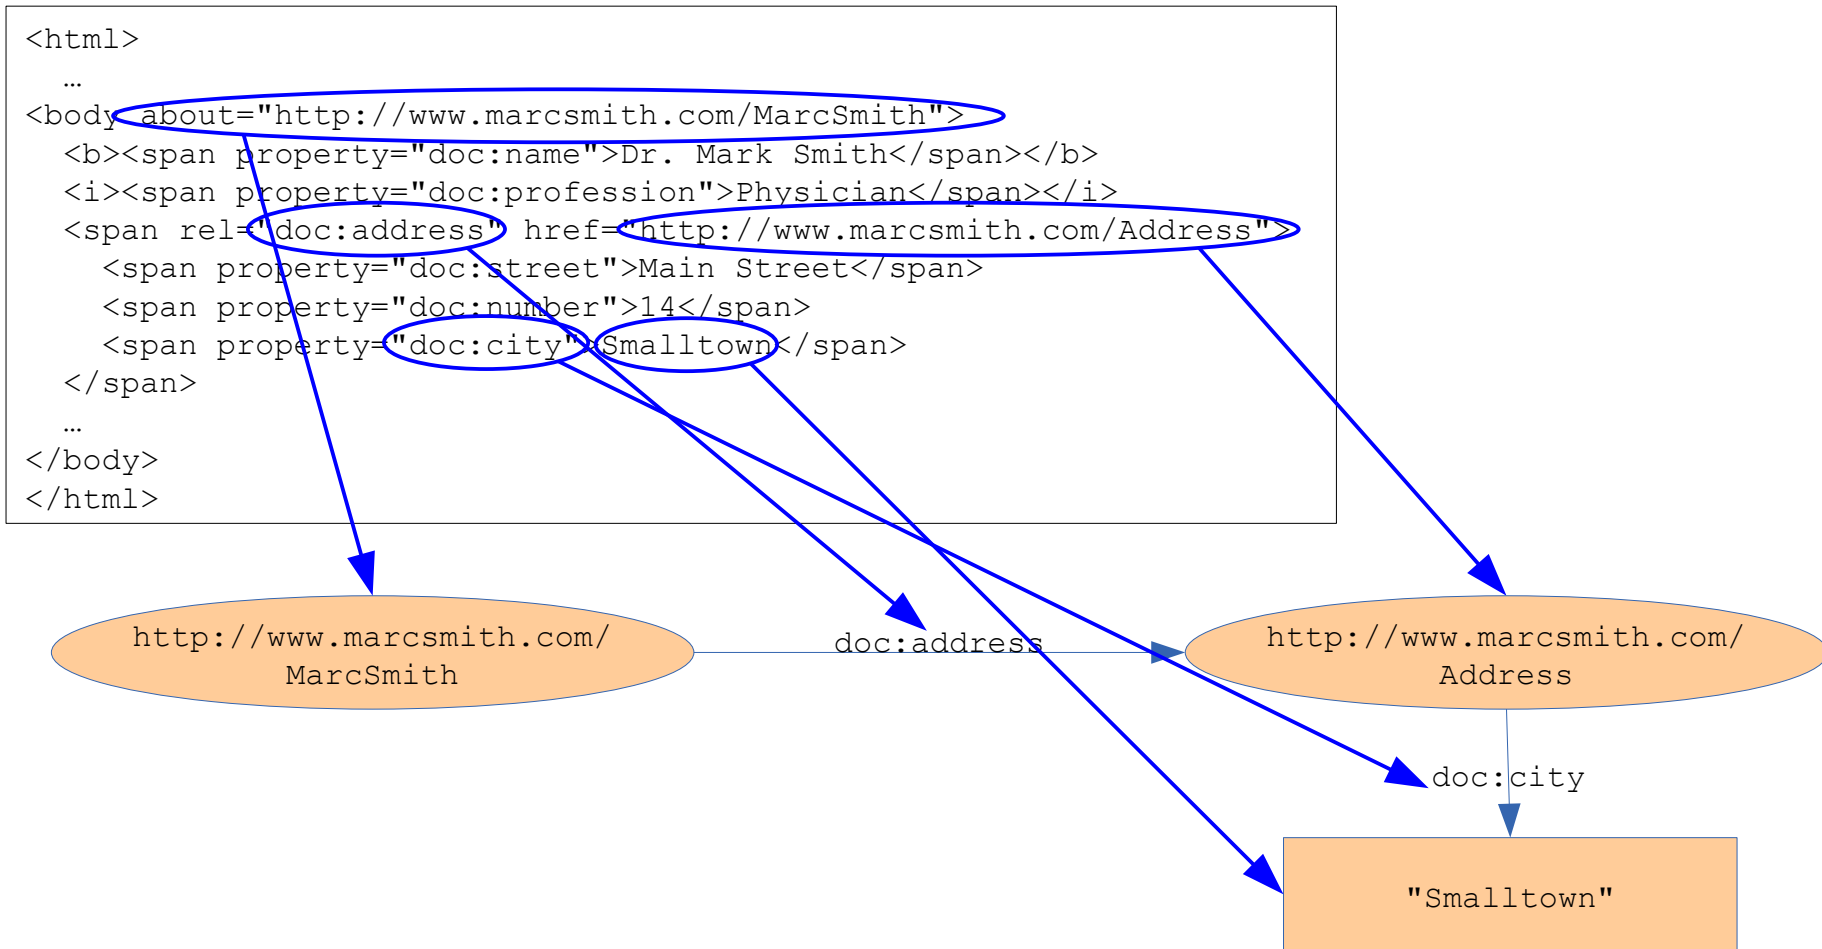 <html>
…
<body about="http://www.marcsmith.com/MarcSmith">
<b><span property="doc:name">Dr. Mark Smith</span></b>
<i><span property="doc:profession">Physician</span></i>
<span rel="doc:address" href="http://www.marcsmith.com/Address">
<span property="doc:street">Main Street</span>
<span property="doc:number">14</span>
<span property="doc:city">Smalltown</span>
</span>
…
</body>
</html>
http://www.marcsmith.com/
MarcSmith
doc:address
http://www.marcsmith.com/
Address
doc:city
"Smalltown"